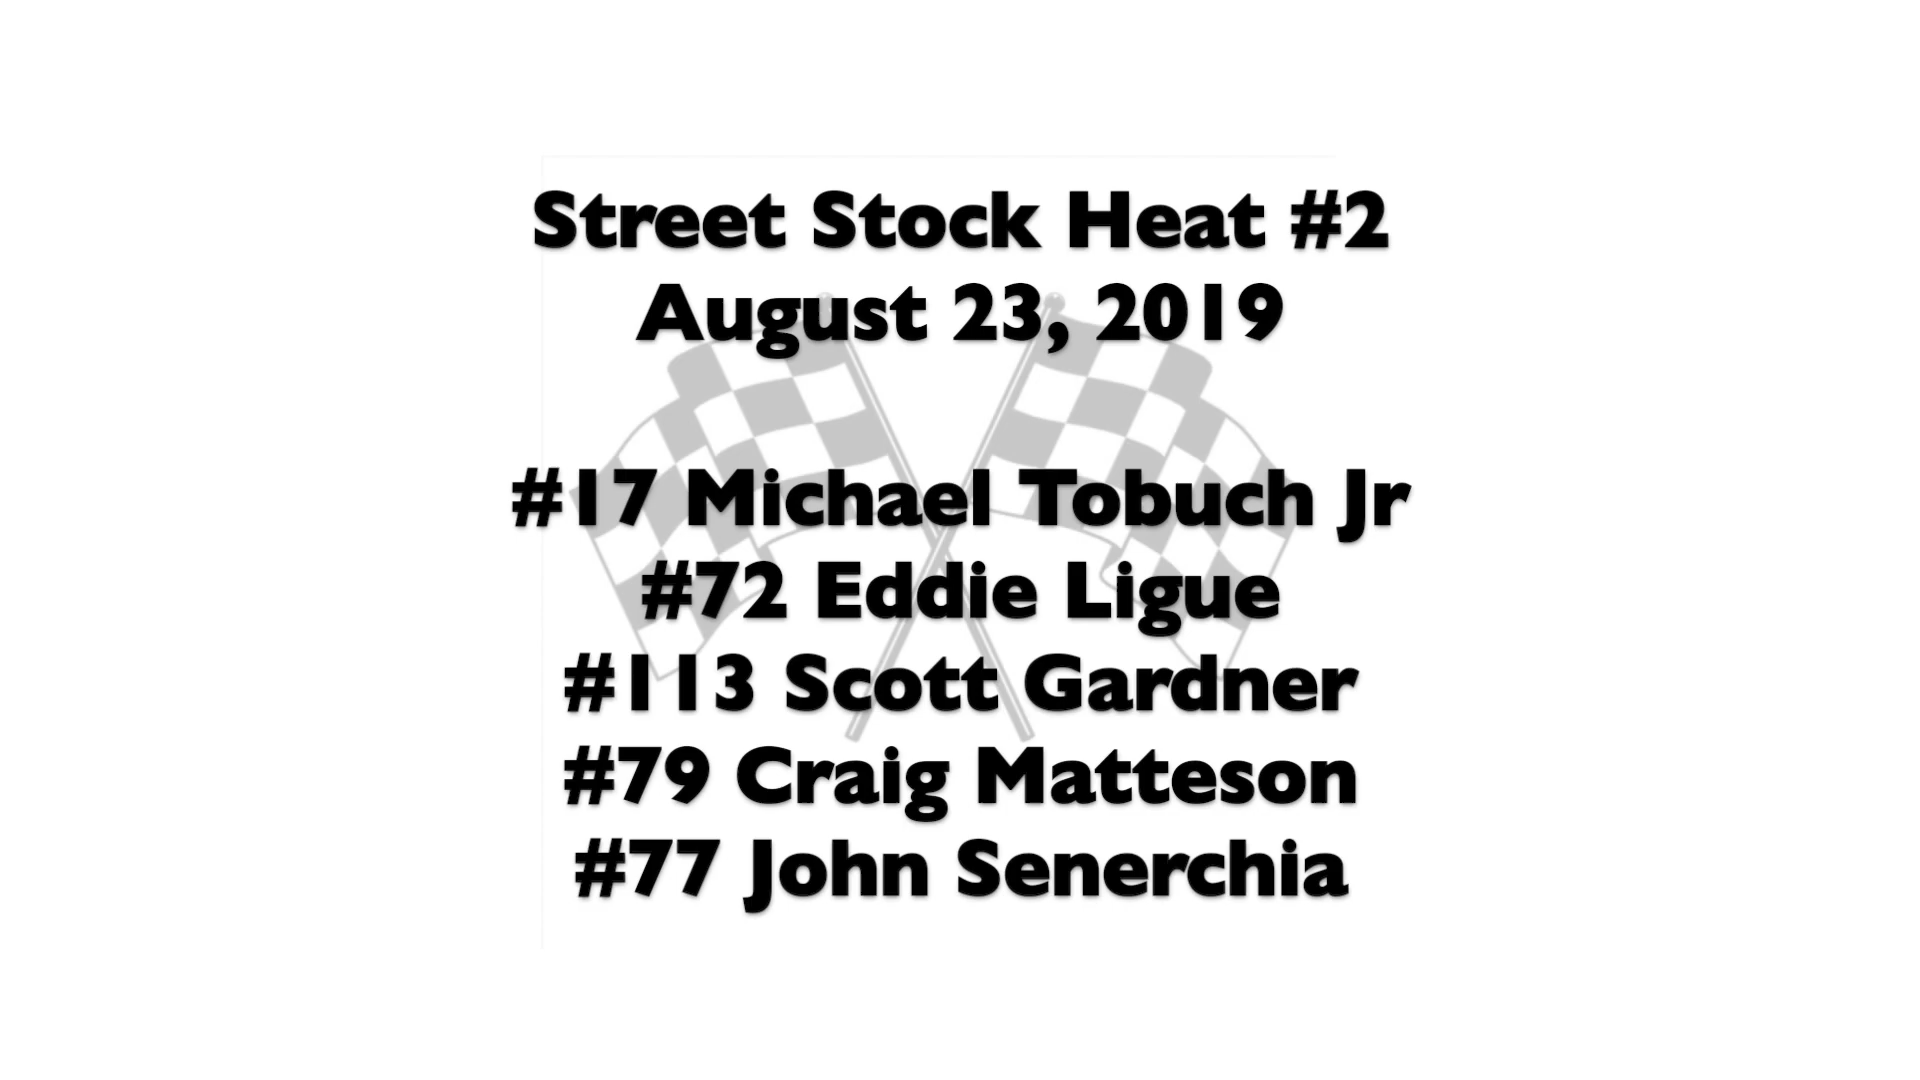 Street Stock Heat #2
August 23, 2019
#17 Michael Tobuch Jr
#72 Eddie Ligue
#113 Scott Gardner
#79 Craig Matteson
#77 John Senerchia